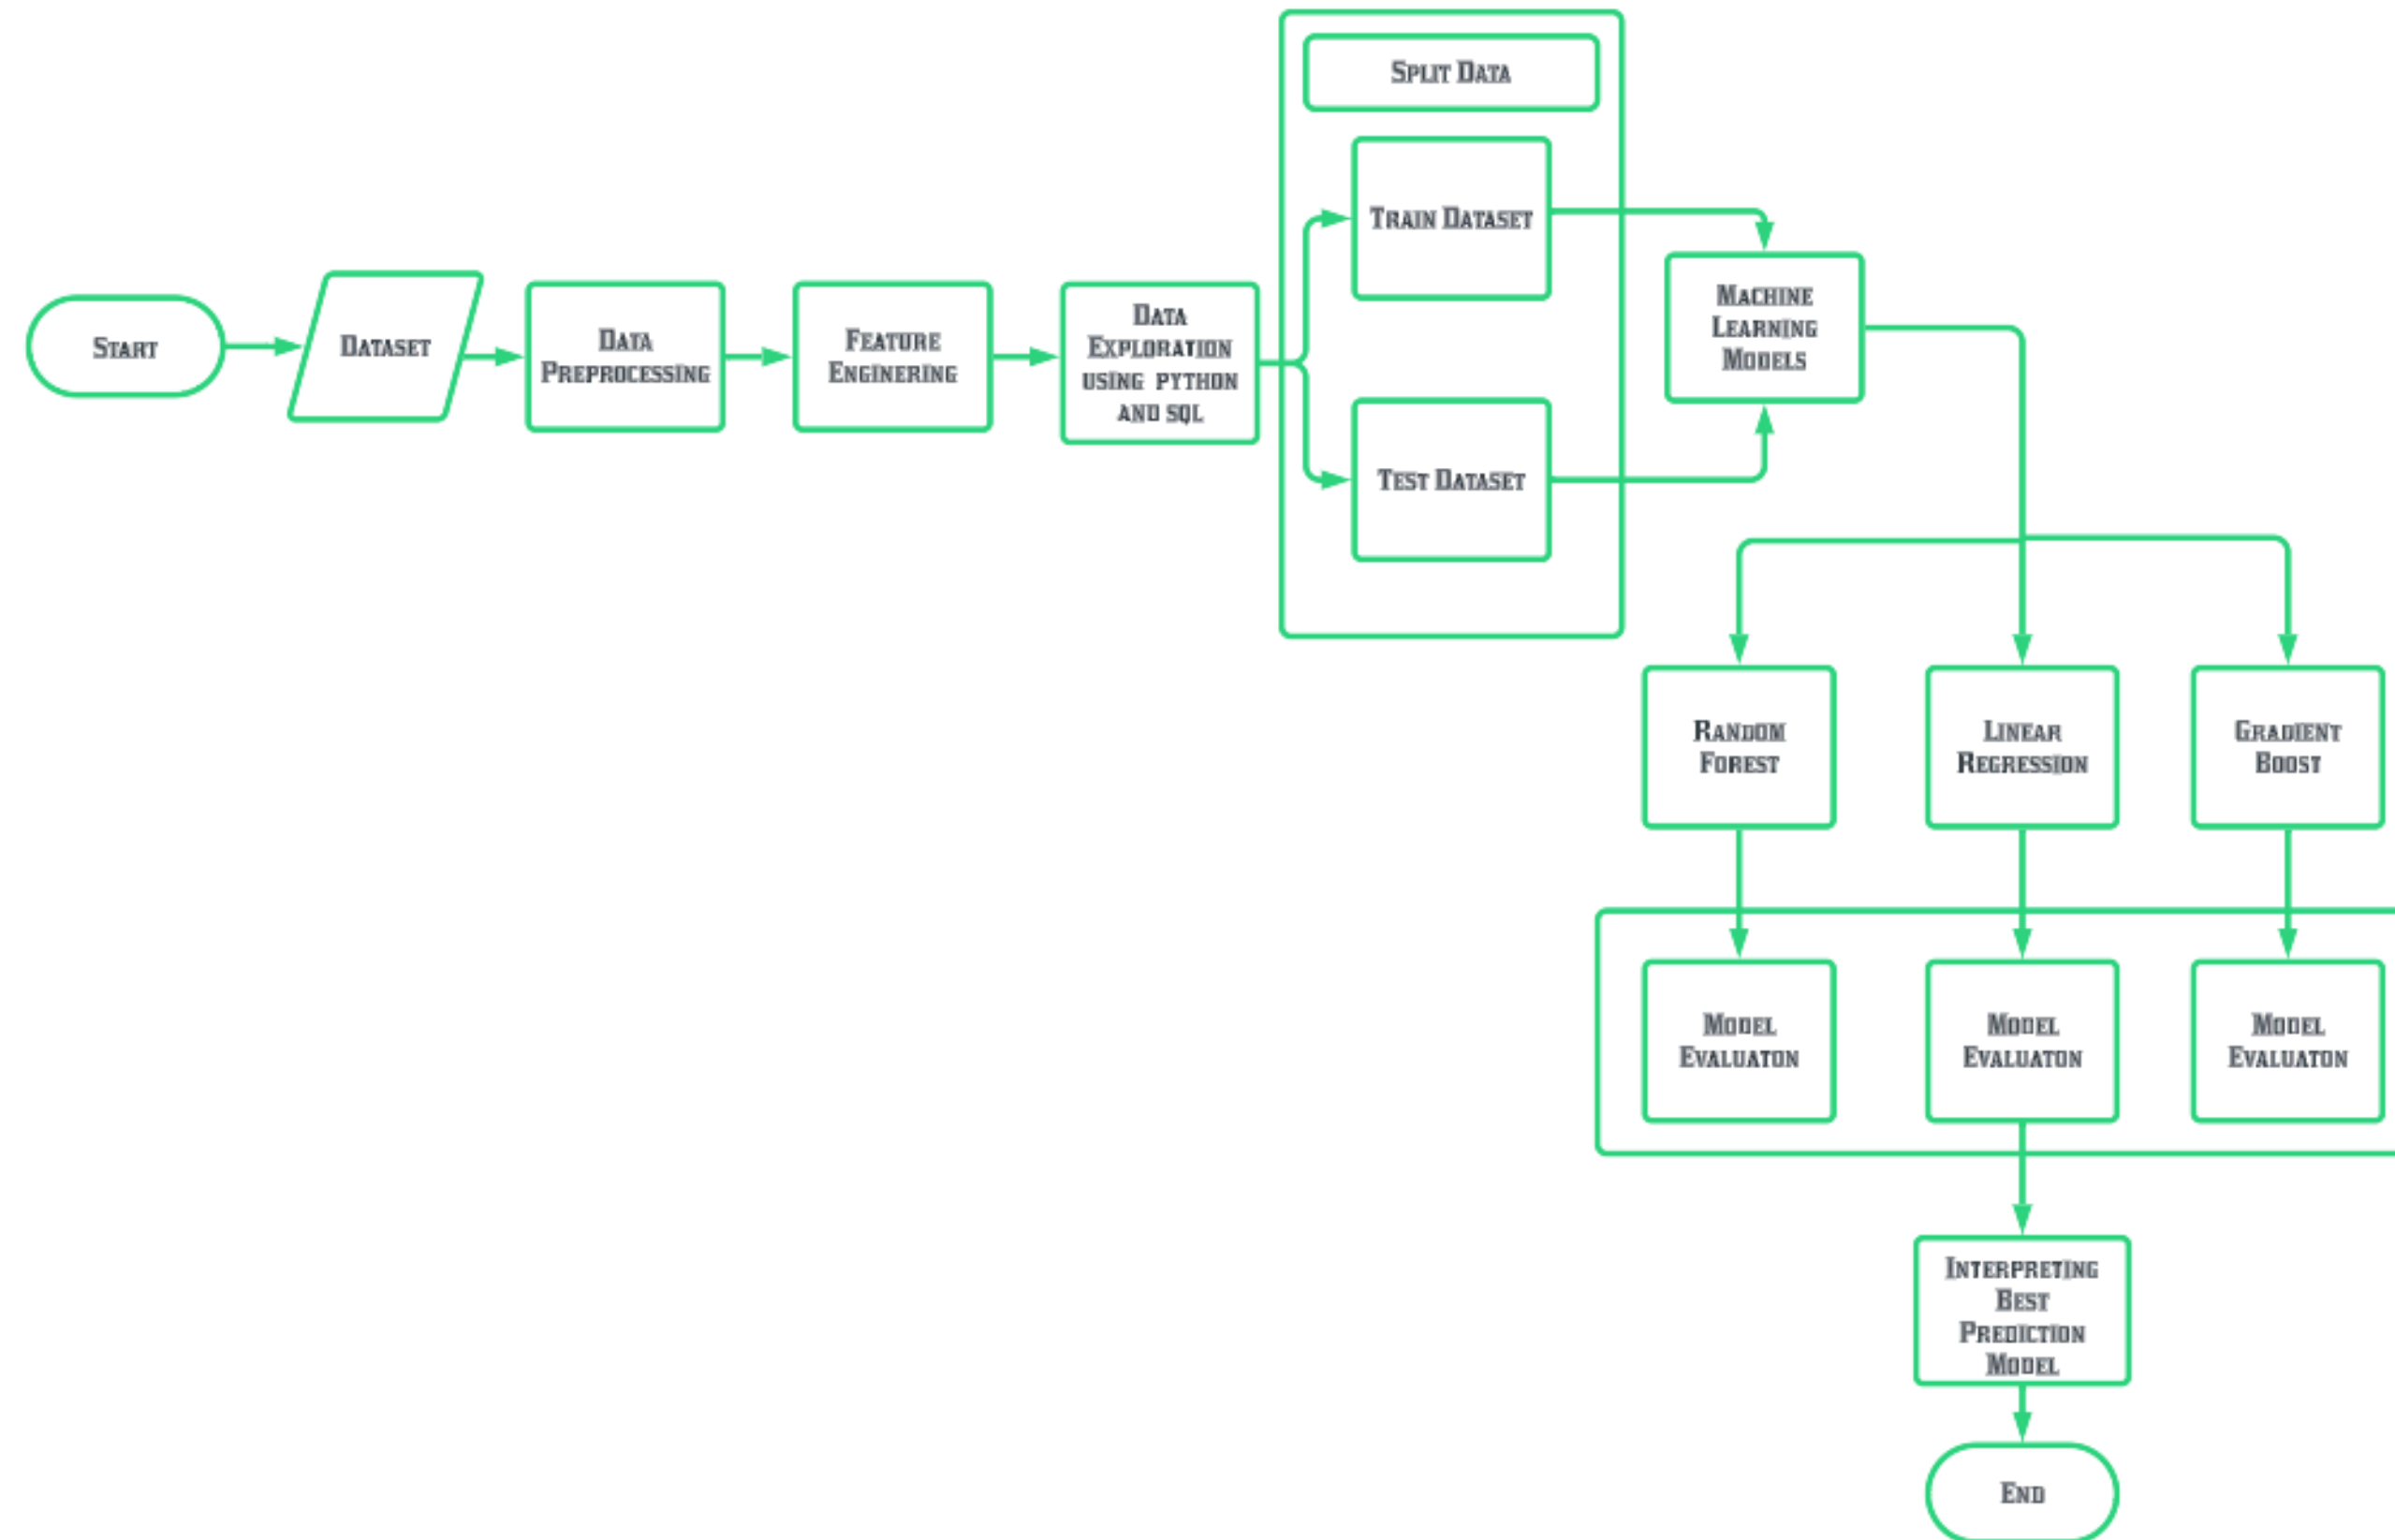 Start
Dataset
Data
Preprocessing
Feature
Enginering
Data
Exploration
using python
and sql
Split Data
Train Dataset
Test Dataset
Machine
Learning
Models
Random
Forest
Linear
Regression
Gradient
Boost
Model
Evaluaton
Model
Evaluaton
Model
Evaluaton
Interpreting
Best
Prediction
Model
End